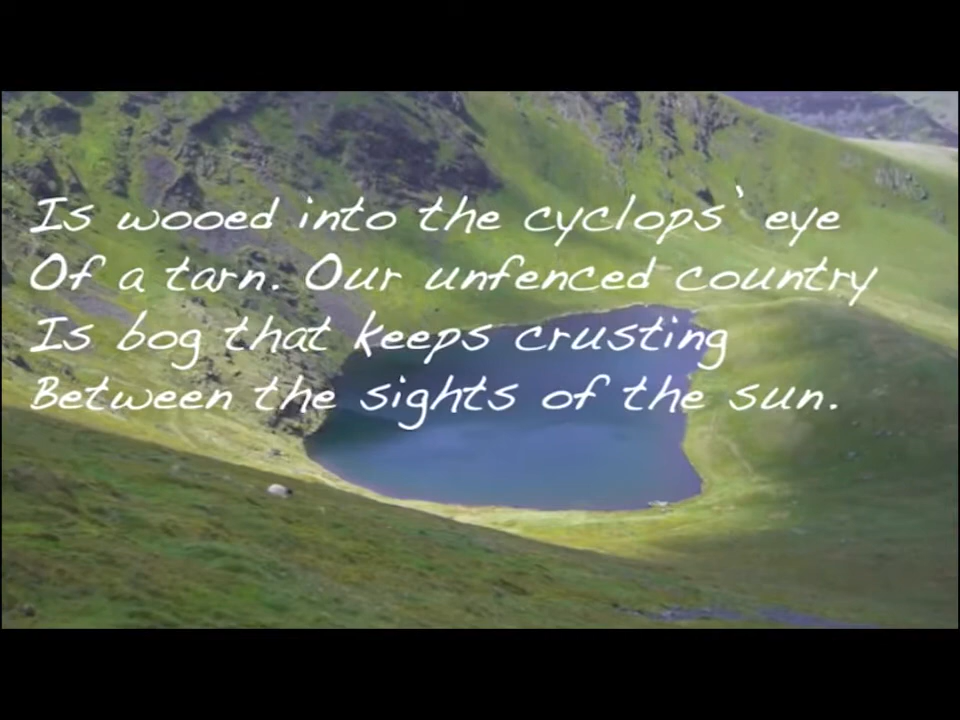 Is wooed into the cyclops' eye
Of a tarn. Our unfenced country
Is bog that keeps crusting
Between the sights of the sun.